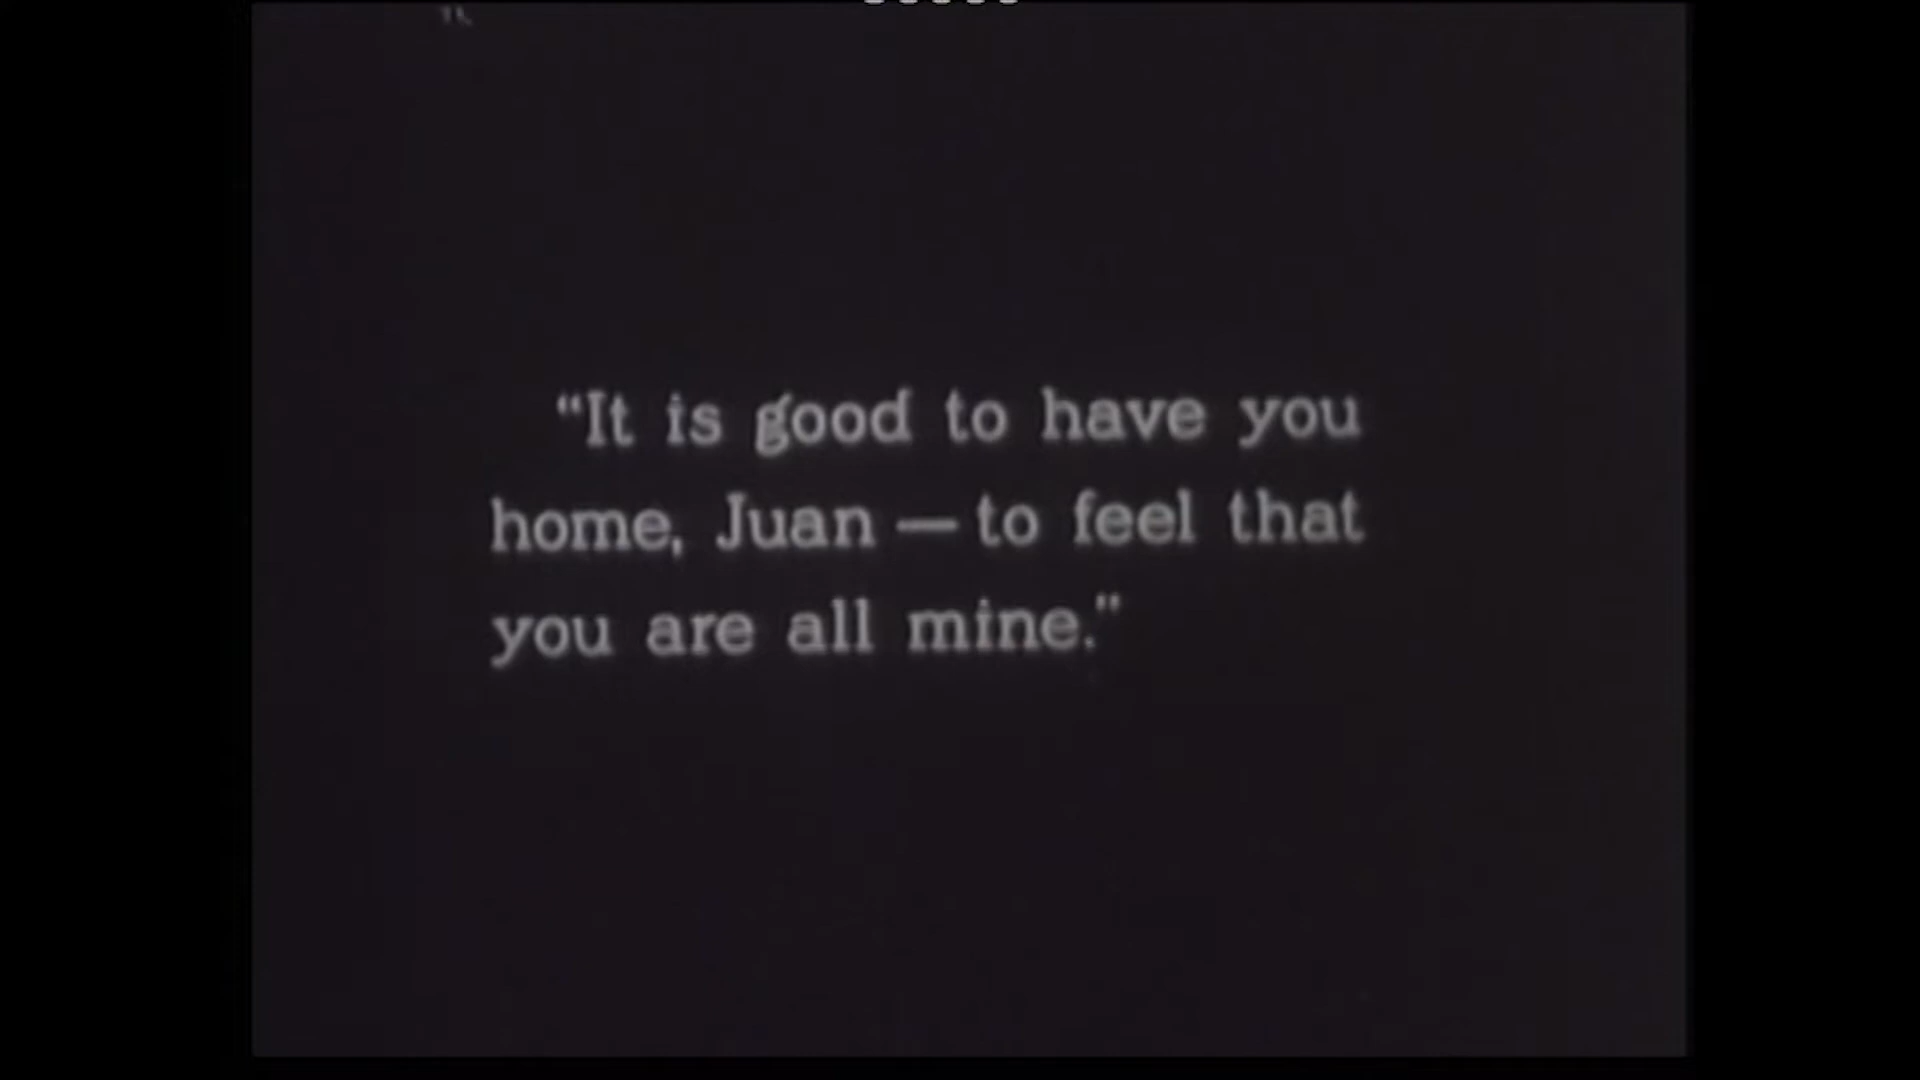 “It is good to have you
home, Juan — to feel that
you are all mine.”